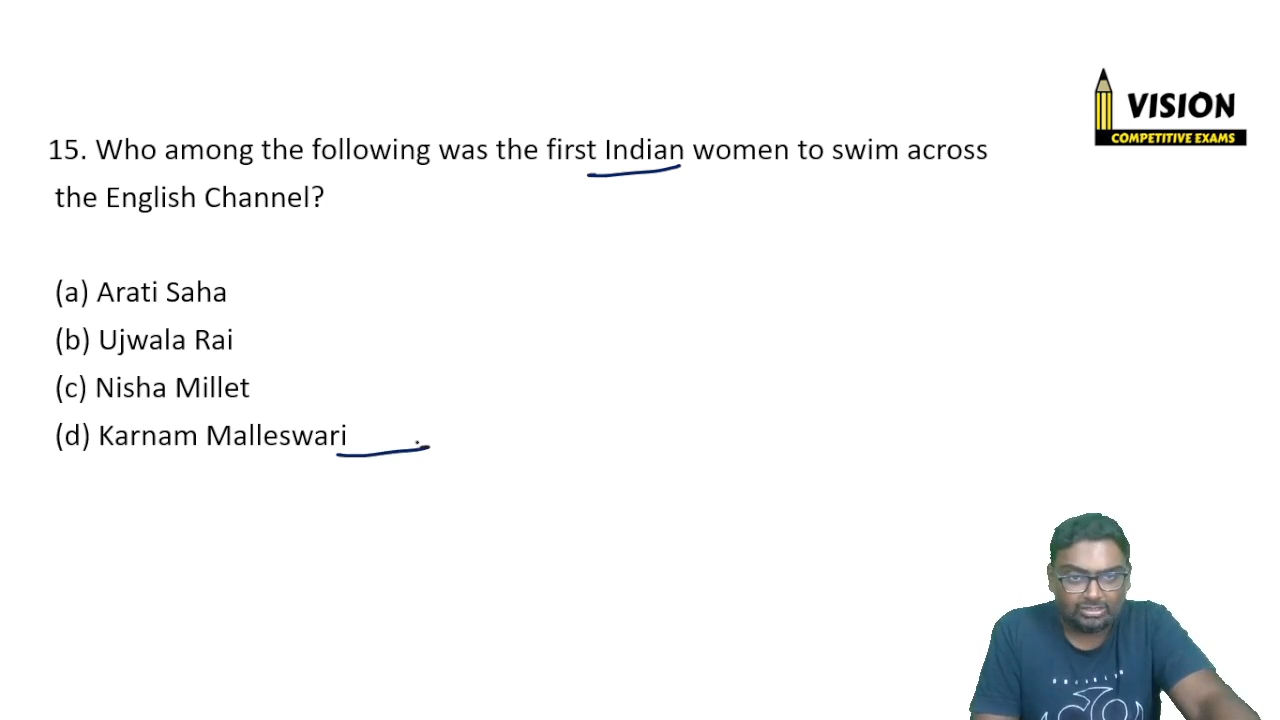 VISION
COMPETITIVE EXAMS
15. Who among the following was the first Indian women to swim across
the English Channel?
(a) Arati Saha
(b) Ujwala Rai
(c) Nisha Millet
(d) Karnam Malleswari